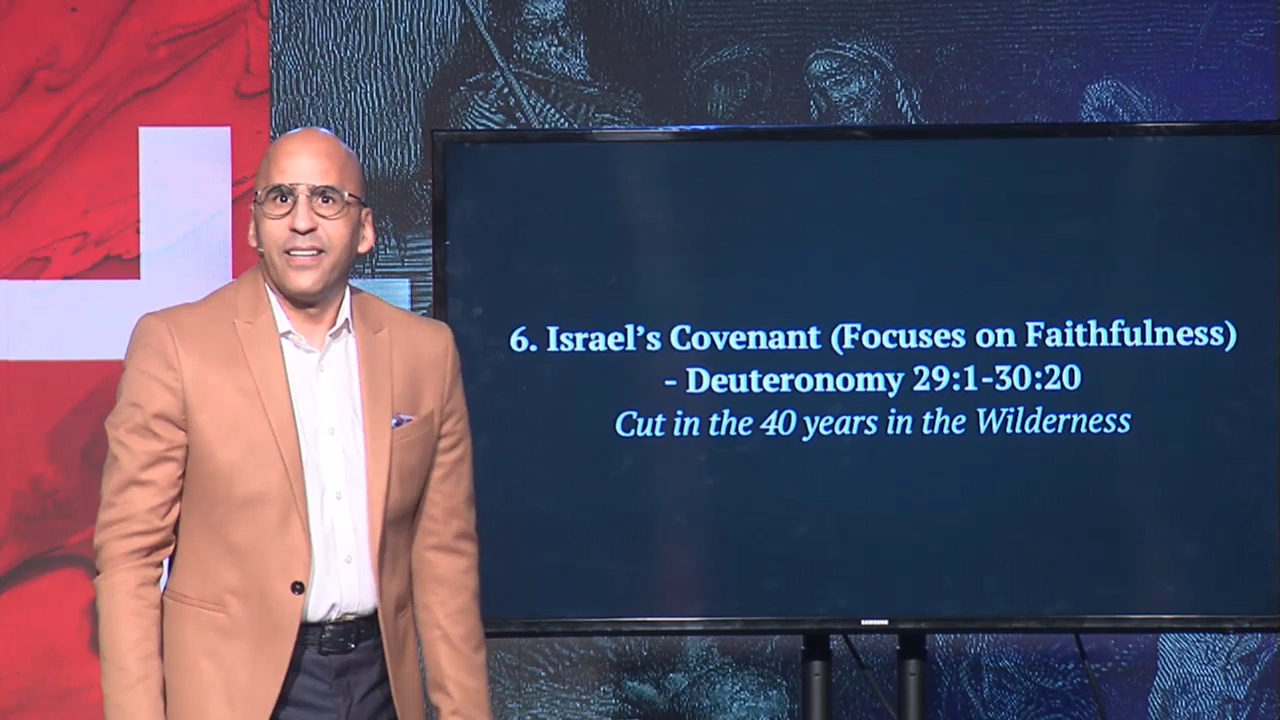 6. Israel’s Covenant (Focuses on Faithfulness)
- Deuteronomy 29:1-30:20
Cut in the 40 years in the Wilderness
SAMSUNG